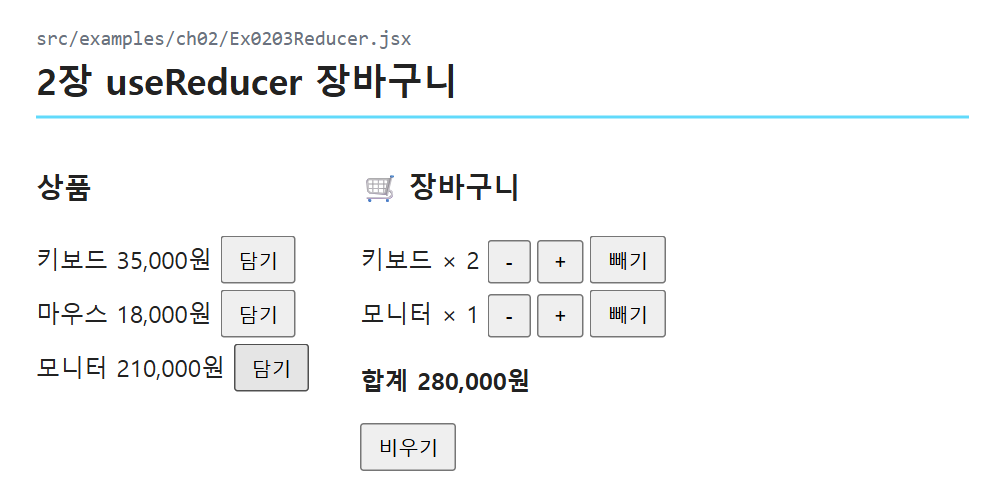 src/examples/ch02/Ex0203Reducer.jsx
2장 useReducer 장바구니
상품
키보드 35,000원 담기
마우스 18,000원 담기
모니터 210,000원 담기
🛒 장바구니
키보드 × 2 - + 빼기
모니터 × 1 - + 빼기
합계 280,000원
비우기